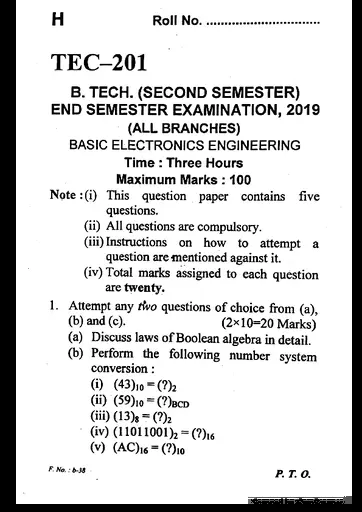 H Roll No. ...............................
TEC–201
B. TECH. (SECOND SEMESTER)
END SEMESTER EXAMINATION, 2019
(ALL BRANCHES)
BASIC ELECTRONICS ENGINEERING
Time : Three Hours
Maximum Marks : 100
Note : (i) This question paper contains five
questions.
(ii) All questions are compulsory.
(iii) Instructions on how to attempt a
question are mentioned against it.
(iv) Total marks assigned to each question
are twenty.
1. Attempt any two questions of choice from (a),
(b) and (c). (2×10=20 Marks)
(a) Discuss laws of Boolean algebra in detail.
(b) Perform the following number system
conversion :
(i) (43)₁₀ = (?)₂
(ii) (59)₁₀ = (?)BCD
(iii) (13)₈ = (?)₂
(iv) (11011001)₂ = (?)₁₆
(v) (AC)₁₆ = (?)₁₀
F. No. : b-38 P. T. O.